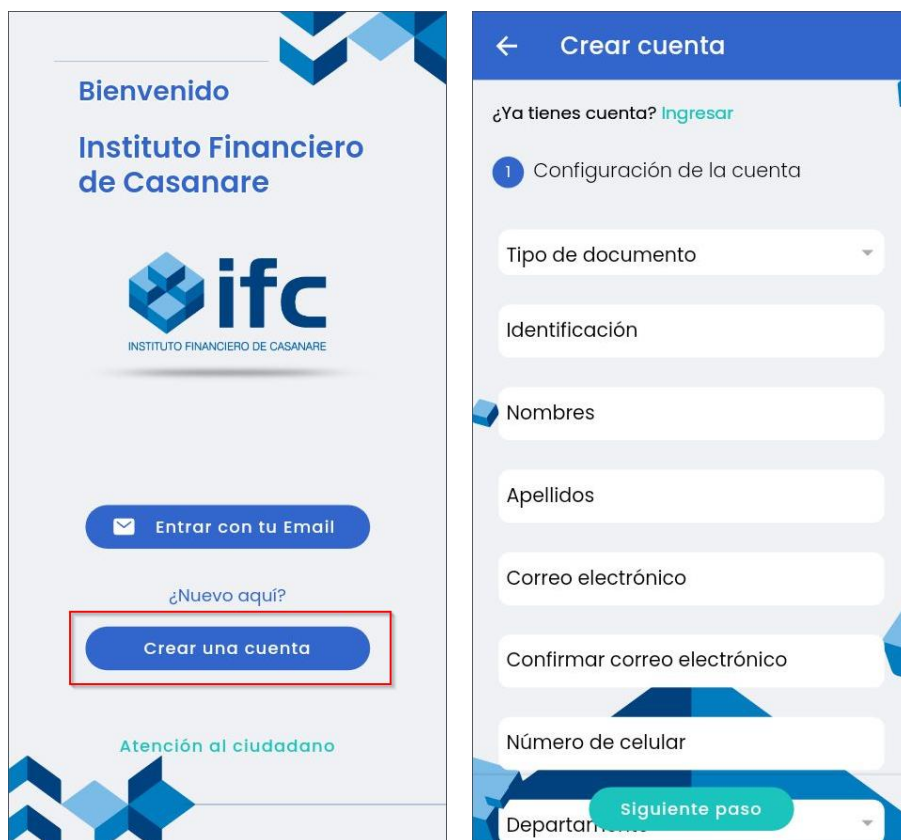 Bienvenido
Instituto Financiero
de Casanare
ifc
INSTITUTO FINANCIERO DE CASANARE
Entrar con tu Email
¿Nuevo aquí?
Crear una cuenta
Atención al ciudadano
Crear cuenta
¿Ya tienes cuenta? Ingresar
1 Configuración de la cuenta
Tipo de documento
Identificación
Nombres
Apellidos
Correo electrónico
Confirmar correo electrónico
Número de celular
Siguiente paso
Departamento